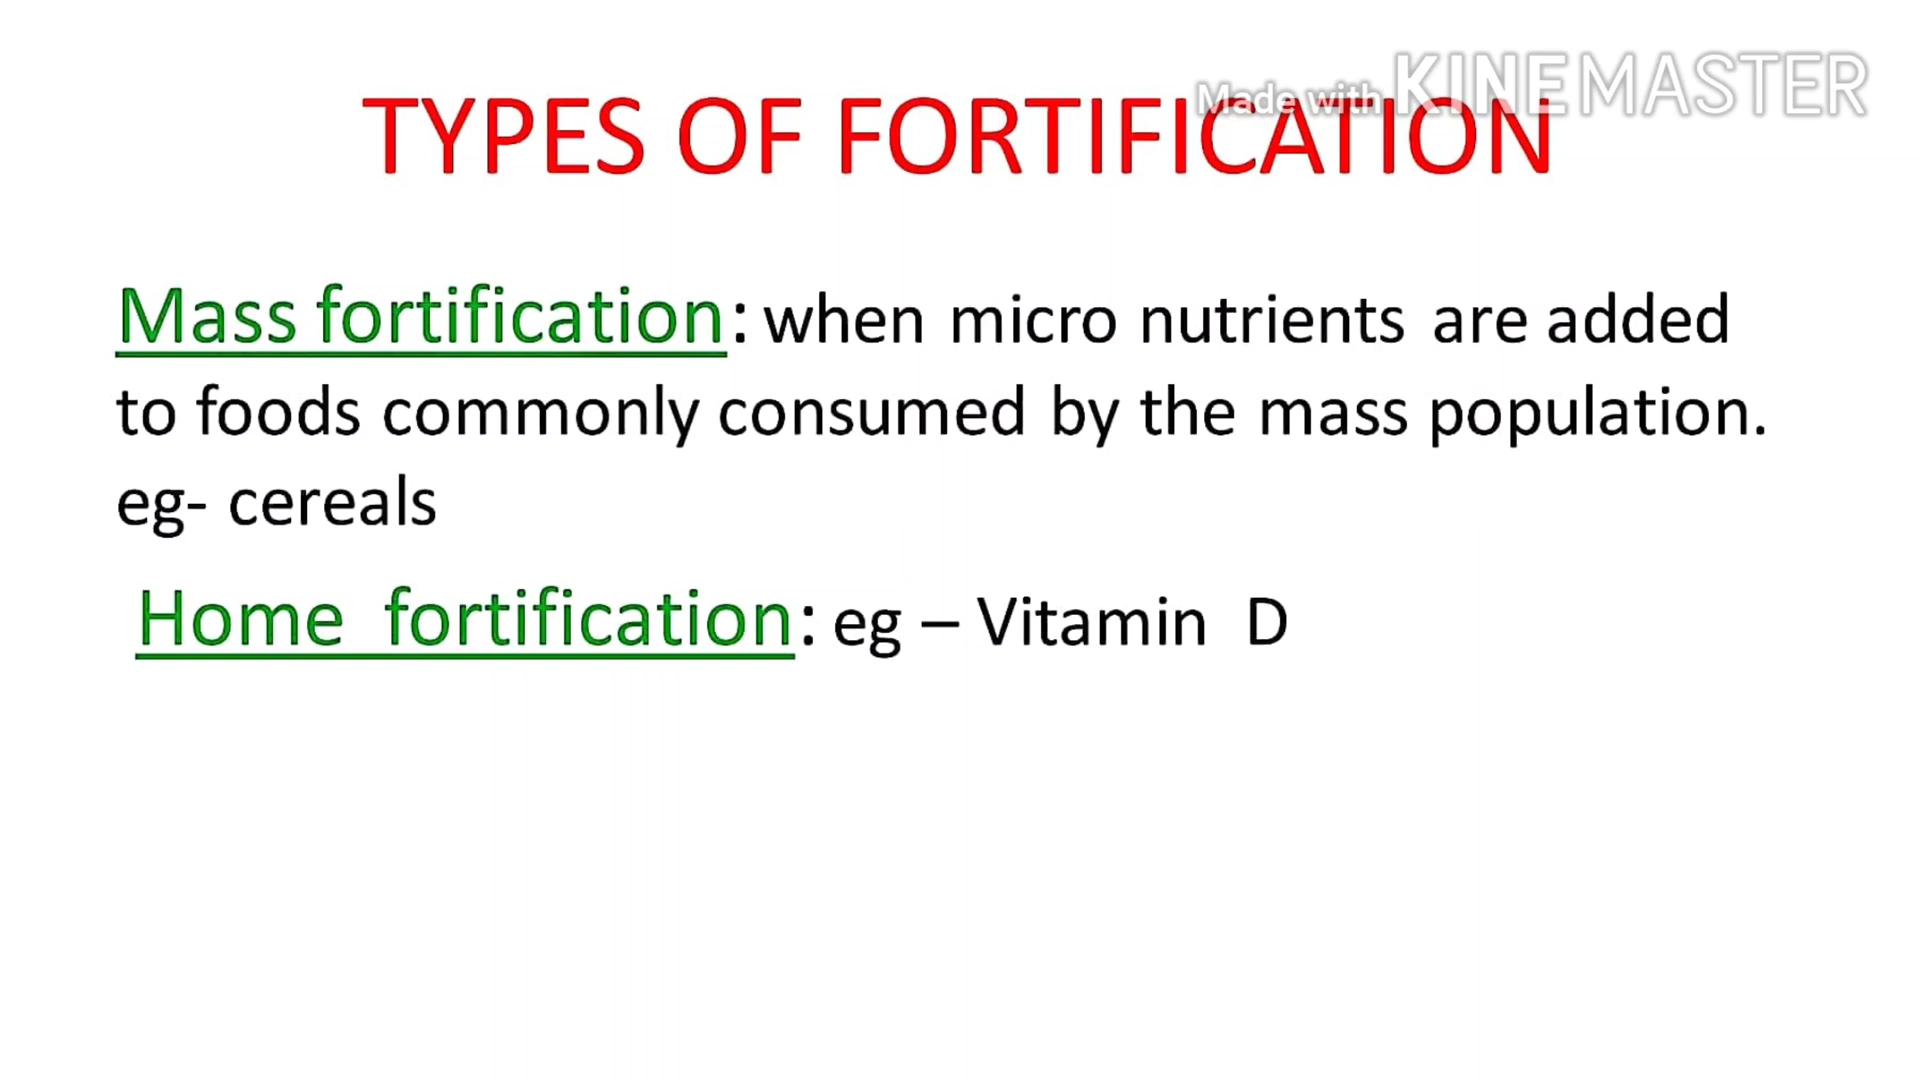 Made with KINEMASTER
TYPES OF FORTIFICATION
Mass fortification: when micro nutrients are added
to foods commonly consumed by the mass population.
eg- cereals
Home fortification: eg – Vitamin D